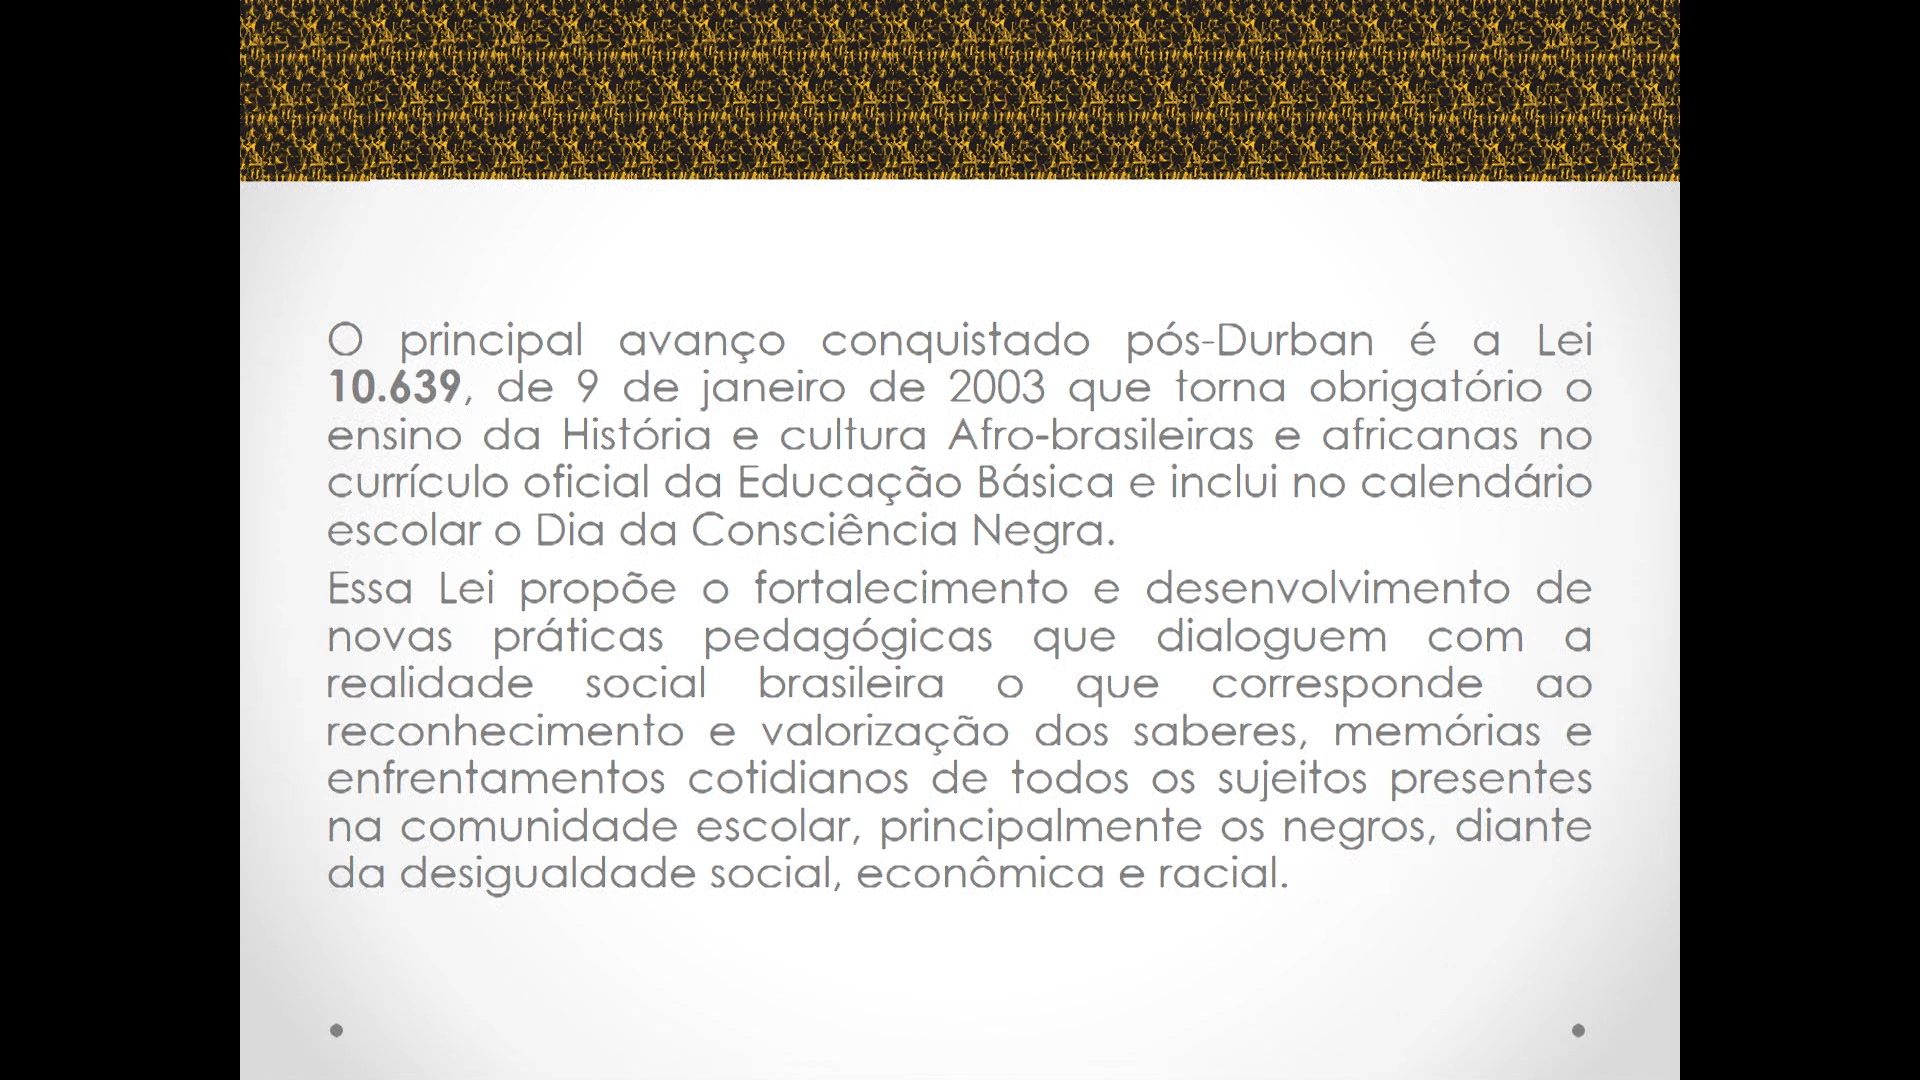 O principal avanço conquistado pós-Durban é a Lei
10.639, de 9 de janeiro de 2003 que torna obrigatório o
ensino da História e cultura Afro-brasileiras e africanas no
currículo oficial da Educação Básica e inclui no calendário
escolar o Dia da Consciência Negra.
Essa Lei propõe o fortalecimento e desenvolvimento de
novas práticas pedagógicas que dialoguem com a
realidade social brasileira o que corresponde ao
reconhecimento e valorização dos saberes, memórias e
enfrentamentos cotidianos de todos os sujeitos presentes
na comunidade escolar, principalmente os negros, diante
da desigualdade social, econômica e racial.